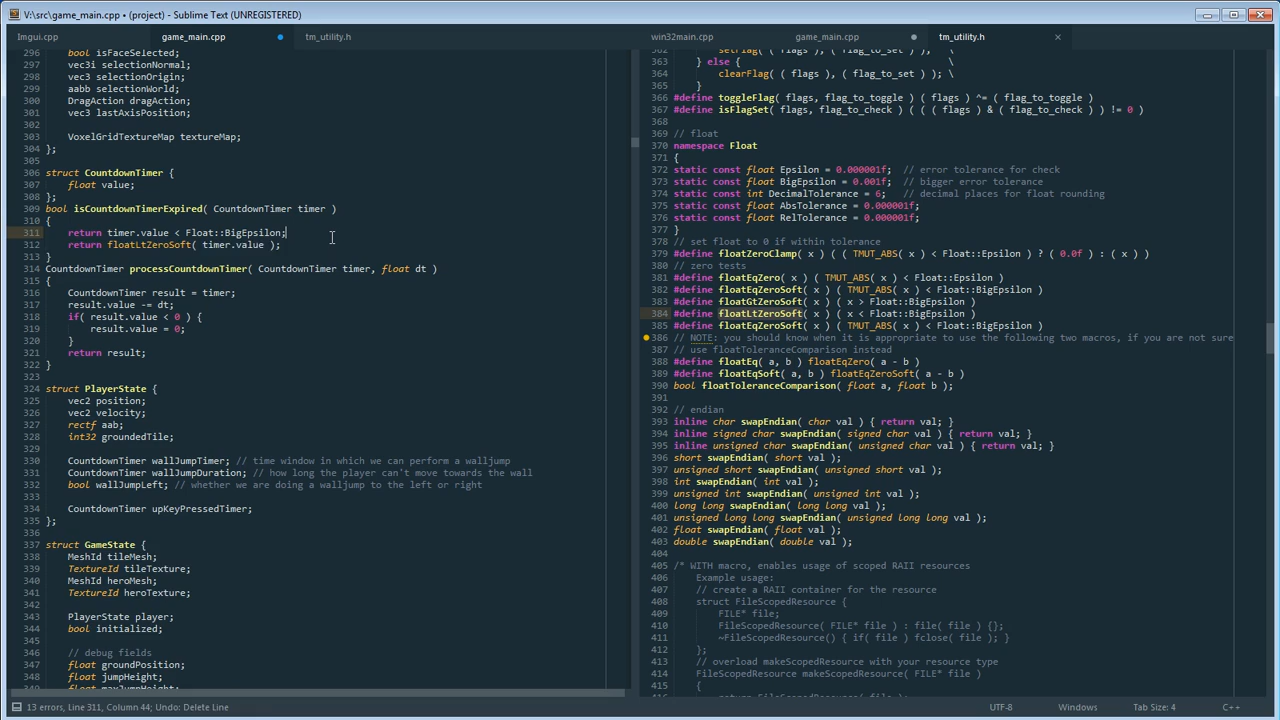 V:\src\game_main.cpp • (project) - Sublime Text (UNREGISTERED)
Imgui.cpp
game_main.cpp
tm_utility.h
win32main.cpp
game_main.cpp
tm_utility.h
296 bool isFaceSelected;
297 vec3i selectionNormal;
298 vec3 selectionOrigin;
299 aabb selectionWorld;
300 DragAction dragAction;
301 vec3 lastAxisPosition;
302
303 VoxelGridTextureMap textureMap;
304 };
305
306 struct CountdownTimer {
307 float value;
308 };
309 bool isCountdownTimerExpired( CountdownTimer timer )
310 {
311 return timer.value < Float::BigEpsilon;
312 return floatLtZeroSoft( timer.value );
313 }
314 CountdownTimer processCountdownTimer( CountdownTimer timer, float dt )
315 {
316 CountdownTimer result = timer;
317 result.value -= dt;
318 if( result.value < 0 ) {
319 result.value = 0;
320 }
321 return result;
322 }
323
324 struct PlayerState {
325 vec2 position;
326 vec2 velocity;
327 rectf aab;
328 int32 groundedTile;
329
330 CountdownTimer wallJumpTimer; // time window in which we can perform a walljump
331 CountdownTimer wallJumpDuration; // how long the player can't move towards the wall
332 bool wallJumpLeft; // whether we are doing a walljump to the left or right
333
334 CountdownTimer upKeyPressedTimer;
335 };
336
337 struct GameState {
338 MeshId tileMesh;
339 TextureId tileTexture;
340 MeshId heroMesh;
341 TextureId heroTexture;
342
343 PlayerState player;
344 bool initialized;
345
346 // debug fields
347 float groundPosition;
348 float jumpHeight;
349 float maxJumpHeight;
362 setFlag( ( flags ), ( flag_to_set ) ), \
363 } else { \
364 clearFlag( ( flags ), ( flag_to_set ) ); \
365 }
366 #define toggleFlag( flags, flag_to_toggle ) ( flags ) ^= ( flag_to_toggle )
367 #define isFlagSet( flags, flag_to_check ) ( ( ( flags ) & ( flag_to_check ) ) != 0 )
368
369 // float
370 namespace Float
371 {
372 static const float Epsilon = 0.000001f; // error tolerance for check
373 static const float BigEpsilon = 0.001f; // bigger error tolerance
374 static const int DecimalTolerance = 6; // decimal places for float rounding
375 static const float AbsTolerance = 0.000001f;
376 static const float RelTolerance = 0.000001f;
377 }
378 // set float to 0 if within tolerance
379 #define floatZeroClamp( x ) ( ( TMUT_ABS( x ) < Float::Epsilon ) ? ( 0.0f ) : ( x ) )
380 // zero tests
381 #define floatEqZero( x ) ( TMUT_ABS( x ) < Float::Epsilon )
382 #define floatEqZeroSoft( x ) ( TMUT_ABS( x ) < Float::BigEpsilon )
383 #define floatGtZeroSoft( x ) ( x > Float::BigEpsilon )
384 #define floatLtZeroSoft( x ) ( x < Float::BigEpsilon )
385 #define floatEqZeroSoft( x ) ( TMUT_ABS( x ) < Float::BigEpsilon )
386 // NOTE: you should know when it is appropriate to use the following two macros, if you are not sure
387 // use floatToleranceComparison instead
388 #define floatEq( a, b ) floatEqZero( a - b )
389 #define floatEqSoft( a, b ) floatEqZeroSoft( a - b )
390 bool floatToleranceComparison( float a, float b );
391
392 // endian
393 inline char swapEndian( char val ) { return val; }
394 inline signed char swapEndian( signed char val ) { return val; }
395 inline unsigned char swapEndian( unsigned char val ) { return val; }
396 short swapEndian( short val );
397 unsigned short swapEndian( unsigned short val );
398 int swapEndian( int val );
399 unsigned int swapEndian( unsigned int val );
400 long long swapEndian( long long val );
401 unsigned long long swapEndian( unsigned long long val );
402 float swapEndian( float val );
403 double swapEndian( double val );
404
405 /* WITH macro, enables usage of scoped RAII resources
406 Example usage:
407 // create a RAII container for the resource
408 struct FileScopedResource {
409 FILE* file;
410 FileScopedResource( FILE* file ) : file( file ) {};
411 ~FileScopedResource() { if( file ) fclose( file ); }
412 };
413 // overload makeScopedResource with your resource type
414 FileScopedResource makeScopedResource( FILE* file )
415 {
416 return FileScopedResource( file );
13 errors, Line 311, Column 44; Undo: Delete Line
UTF-8
Windows
Tab Size: 4
C++